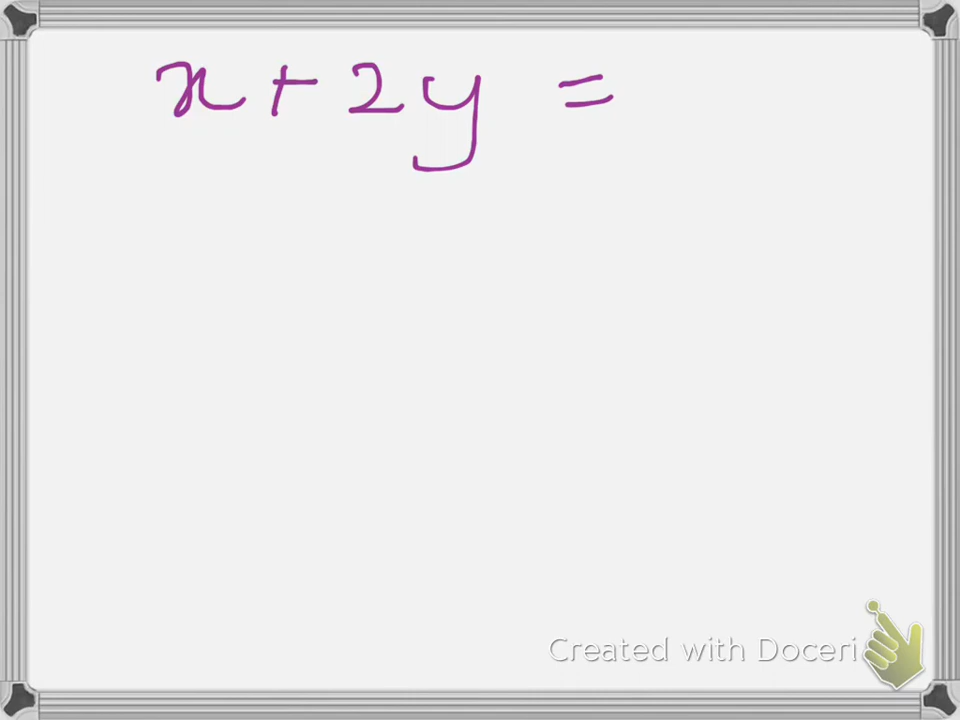 x + 2y =
Created with Doceri